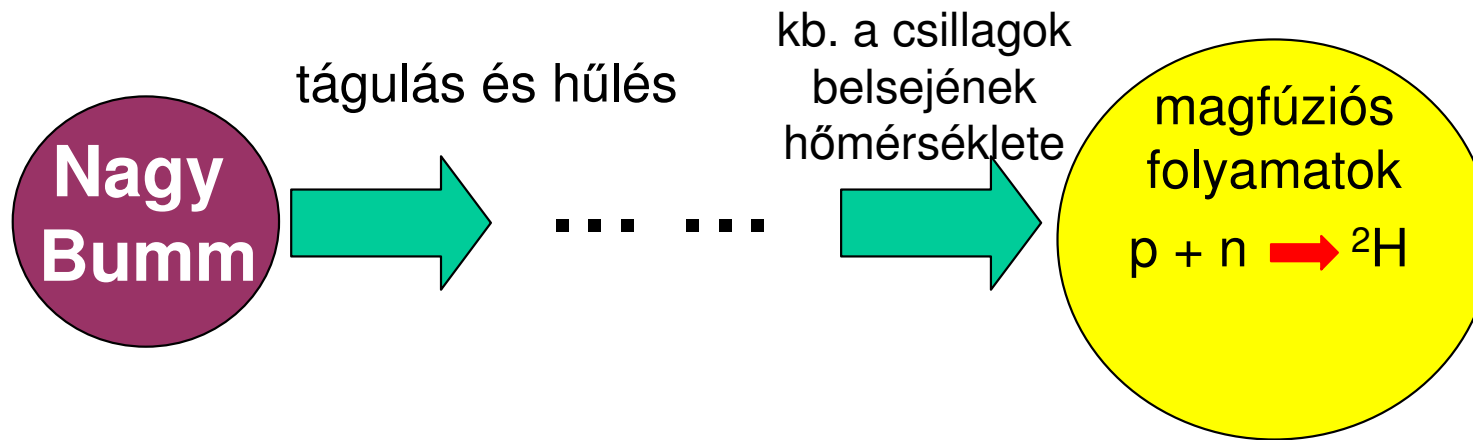 Nagy
Bumm
tágulás és hűlés
... ...
kb. a csillagok
belsejének
hőmérséklete
magfúziós
folyamatok
p + n ➡ ²H